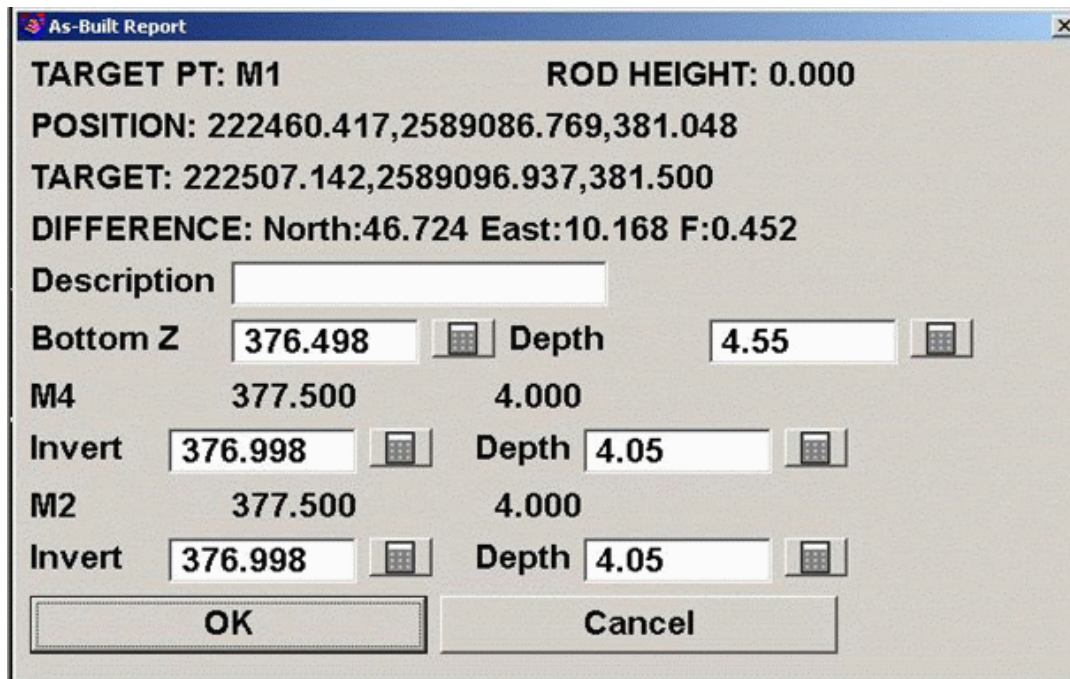 As-Built Report
TARGET PT: M1 ROD HEIGHT: 0.000
POSITION: 222460.417,2589086.769,381.048
TARGET: 222507.142,2589096.937,381.500
DIFFERENCE: North:46.724 East:10.168 F:0.452
Description
Bottom Z 376.498 Depth 4.55
M4 377.500 4.000
Invert 376.998 Depth 4.05
M2 377.500 4.000
Invert 376.998 Depth 4.05
OK Cancel